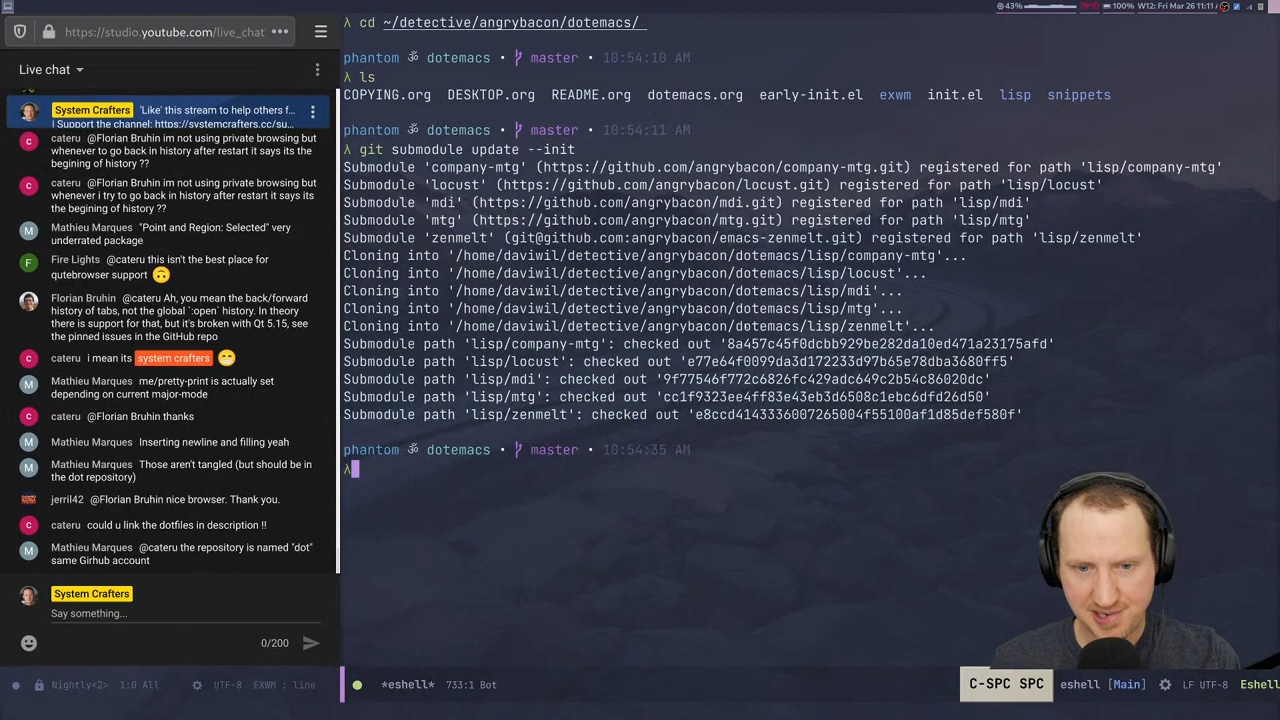 43% 100% W12: Fri Mar 26 11:11
https://studio.youtube.com/live_chat
Live chat
System Crafters 'Like' this stream to help others f...
| Support the channel: https://systemcrafters.cc/su...
cateru @Florian Bruhin im not using private browsing but
whenever to go back in history after restart it says its the
begining of history ??
cateru @Florian Bruhin im not using private browsing but
whenever i try to go back in history after restart it says its
the begining of history ??
Mathieu Marques "Point and Region: Selected" very
underrated package
Fire Lights @cateru this isn't the best place for
qutebrowser support
Florian Bruhin @cateru Ah, you mean the back/forward
history of tabs, not the global `:open` history. In theory
there is support for that, but it's broken with Qt 5.15, see
the pinned issues in the GitHub repo
cateru i mean its system crafters
Mathieu Marques me/pretty-print is actually set
depending on current major-mode
cateru @Florian Bruhin thanks
Mathieu Marques Inserting newline and filling yeah
Mathieu Marques Those aren't tangled (but should be in
the dot repository)
jerril42 @Florian Bruhin nice browser. Thank you.
cateru could u link the dotfiles in description !!
Mathieu Marques @cateru the repository is named "dot"
same Girhub account
System Crafters
Say something...
0/200
Nightly<2> 1:0 All UTF-8 EXWM : line
λ cd ~/detective/angrybacon/dotemacs/
phantom ॐ dotemacs • master • 10:54:10 AM
λ ls
COPYING.org DESKTOP.org README.org dotemacs.org early-init.el exwm init.el lisp snippets
phantom ॐ dotemacs • master • 10:54:11 AM
λ git submodule update --init
Submodule 'company-mtg' (https://github.com/angrybacon/company-mtg.git) registered for path 'lisp/company-mtg'
Submodule 'locust' (https://github.com/angrybacon/locust.git) registered for path 'lisp/locust'
Submodule 'mdi' (https://github.com/angrybacon/mdi.git) registered for path 'lisp/mdi'
Submodule 'mtg' (https://github.com/angrybacon/mtg.git) registered for path 'lisp/mtg'
Submodule 'zenmelt' (git@github.com:angrybacon/emacs-zenmelt.git) registered for path 'lisp/zenmelt'
Cloning into '/home/daviwil/detective/angrybacon/dotemacs/lisp/company-mtg'...
Cloning into '/home/daviwil/detective/angrybacon/dotemacs/lisp/locust'...
Cloning into '/home/daviwil/detective/angrybacon/dotemacs/lisp/mdi'...
Cloning into '/home/daviwil/detective/angrybacon/dotemacs/lisp/mtg'...
Cloning into '/home/daviwil/detective/angrybacon/dotemacs/lisp/zenmelt'...
Submodule path 'lisp/company-mtg': checked out '8a457c45f0dcbb929be282da10ed471a23175afd'
Submodule path 'lisp/locust': checked out 'e77e64f0099da3d172233d97b65e78dba3680ff5'
Submodule path 'lisp/mdi': checked out '9f77546f772c6826fc429adc649c2b54c86020dc'
Submodule path 'lisp/mtg': checked out 'cc1f9323ee4ff83e43eb3d6508c1ebc6dfd26d50'
Submodule path 'lisp/zenmelt': checked out 'e8ccd4143336007265004f55100af1d85def580f'
phantom ॐ dotemacs • master • 10:54:35 AM
λ
*eshell* 733:1 Bot
C-SPC SPC
eshell [Main] LF UTF-8 Eshell